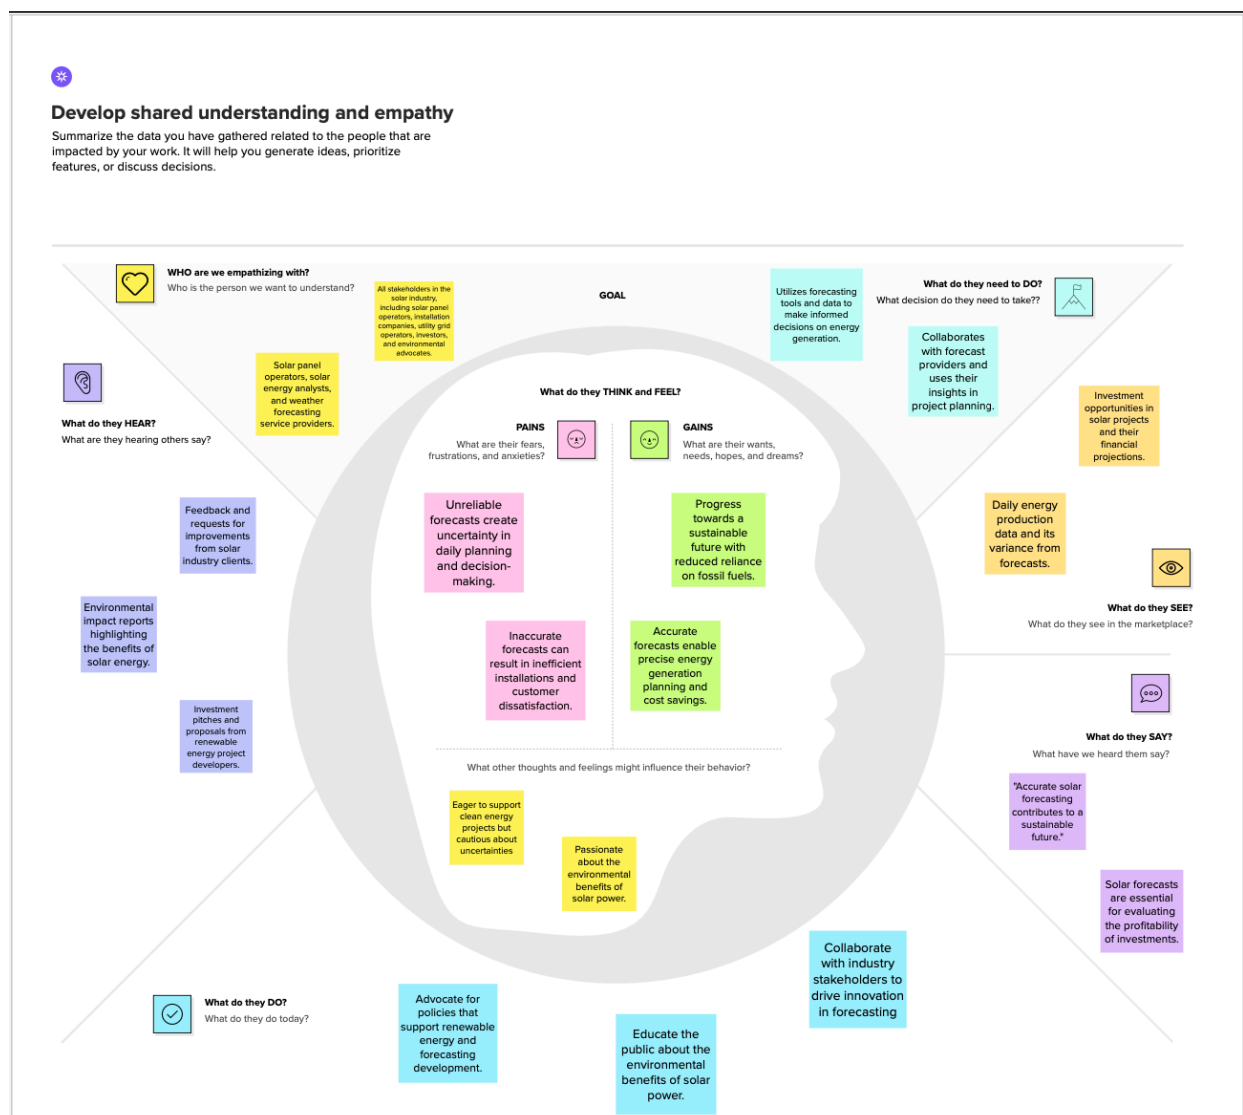 Develop shared understanding and empathy
Summarize the data you have gathered related to the people that are
impacted by your work. It will help you generate ideas, prioritize
features, or discuss decisions.
WHO are we empathizing with?
Who is the person we want to understand?
All stakeholders in the
solar industry,
including solar panel
operators, installation
companies, utility grid
operators, investors,
and environmental
advocates.
Solar panel
operators, solar
energy analysts,
and weather
forecasting
service providers.
GOAL
What do they need to DO?
What decision do they need to take??
Utilizes forecasting
tools and data to
make informed
decisions on energy
generation.
Collaborates
with forecast
providers and
uses their
insights in
project planning.
What do they HEAR?
What are they hearing others say?
Feedback and
requests for
improvements
from solar
industry clients.
Environmental
impact reports
highlighting
the benefits of
solar energy.
Investment
pitches and
proposals from
renewable
energy project
developers.
What do they THINK and FEEL?
PAINS
What are their fears,
frustrations, and anxieties?
Unreliable
forecasts create
uncertainty in
daily planning
and decision-
making.
Inaccurate
forecasts can
result in inefficient
installations and
customer
dissatisfaction.
GAINS
What are their wants,
needs, hopes, and dreams?
Progress
towards a
sustainable
future with
reduced reliance
on fossil fuels.
Accurate
forecasts enable
precise energy
generation
planning and
cost savings.
What other thoughts and feelings might influence their behavior?
Eager to support
clean energy
projects but
cautious about
uncertainties
Passionate
about the
environmental
benefits of
solar power.
Investment
opportunities in
solar projects
and their
financial
projections.
Daily energy
production
data and its
variance from
forecasts.
What do they SEE?
What do they see in the marketplace?
What do they SAY?
What have we heard them say?
"Accurate solar
forecasting
contributes to a
sustainable
future."
Solar forecasts
are essential
for evaluating
the profitability
of investments.
What do they DO?
What do they do today?
Advocate for
policies that
support renewable
energy and
forecasting
development.
Educate the
public about the
environmental
benefits of solar
power.
Collaborate
with industry
stakeholders to
drive innovation
in forecasting